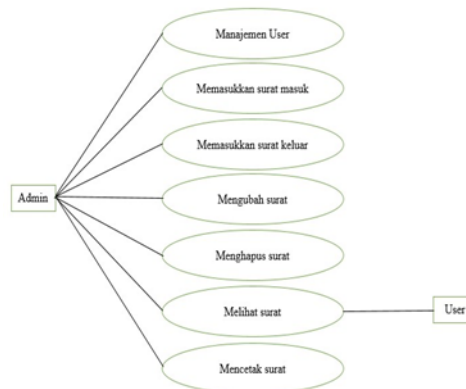 Manajemen User
Memasukkan surat masuk
Memasukkan surat keluar
Admin
Mengubah surat
Menghapus surat
Melihat surat
User
Mencetak surat